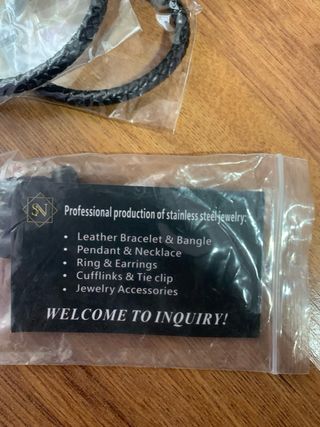 SN
Professional production of stainless steel jewelry:
• Leather Bracelet & Bangle
• Pendant & Necklace
• Ring & Earrings
• Cufflinks & Tie clip
• Jewelry Accessories
WELCOME TO INQUIRY!